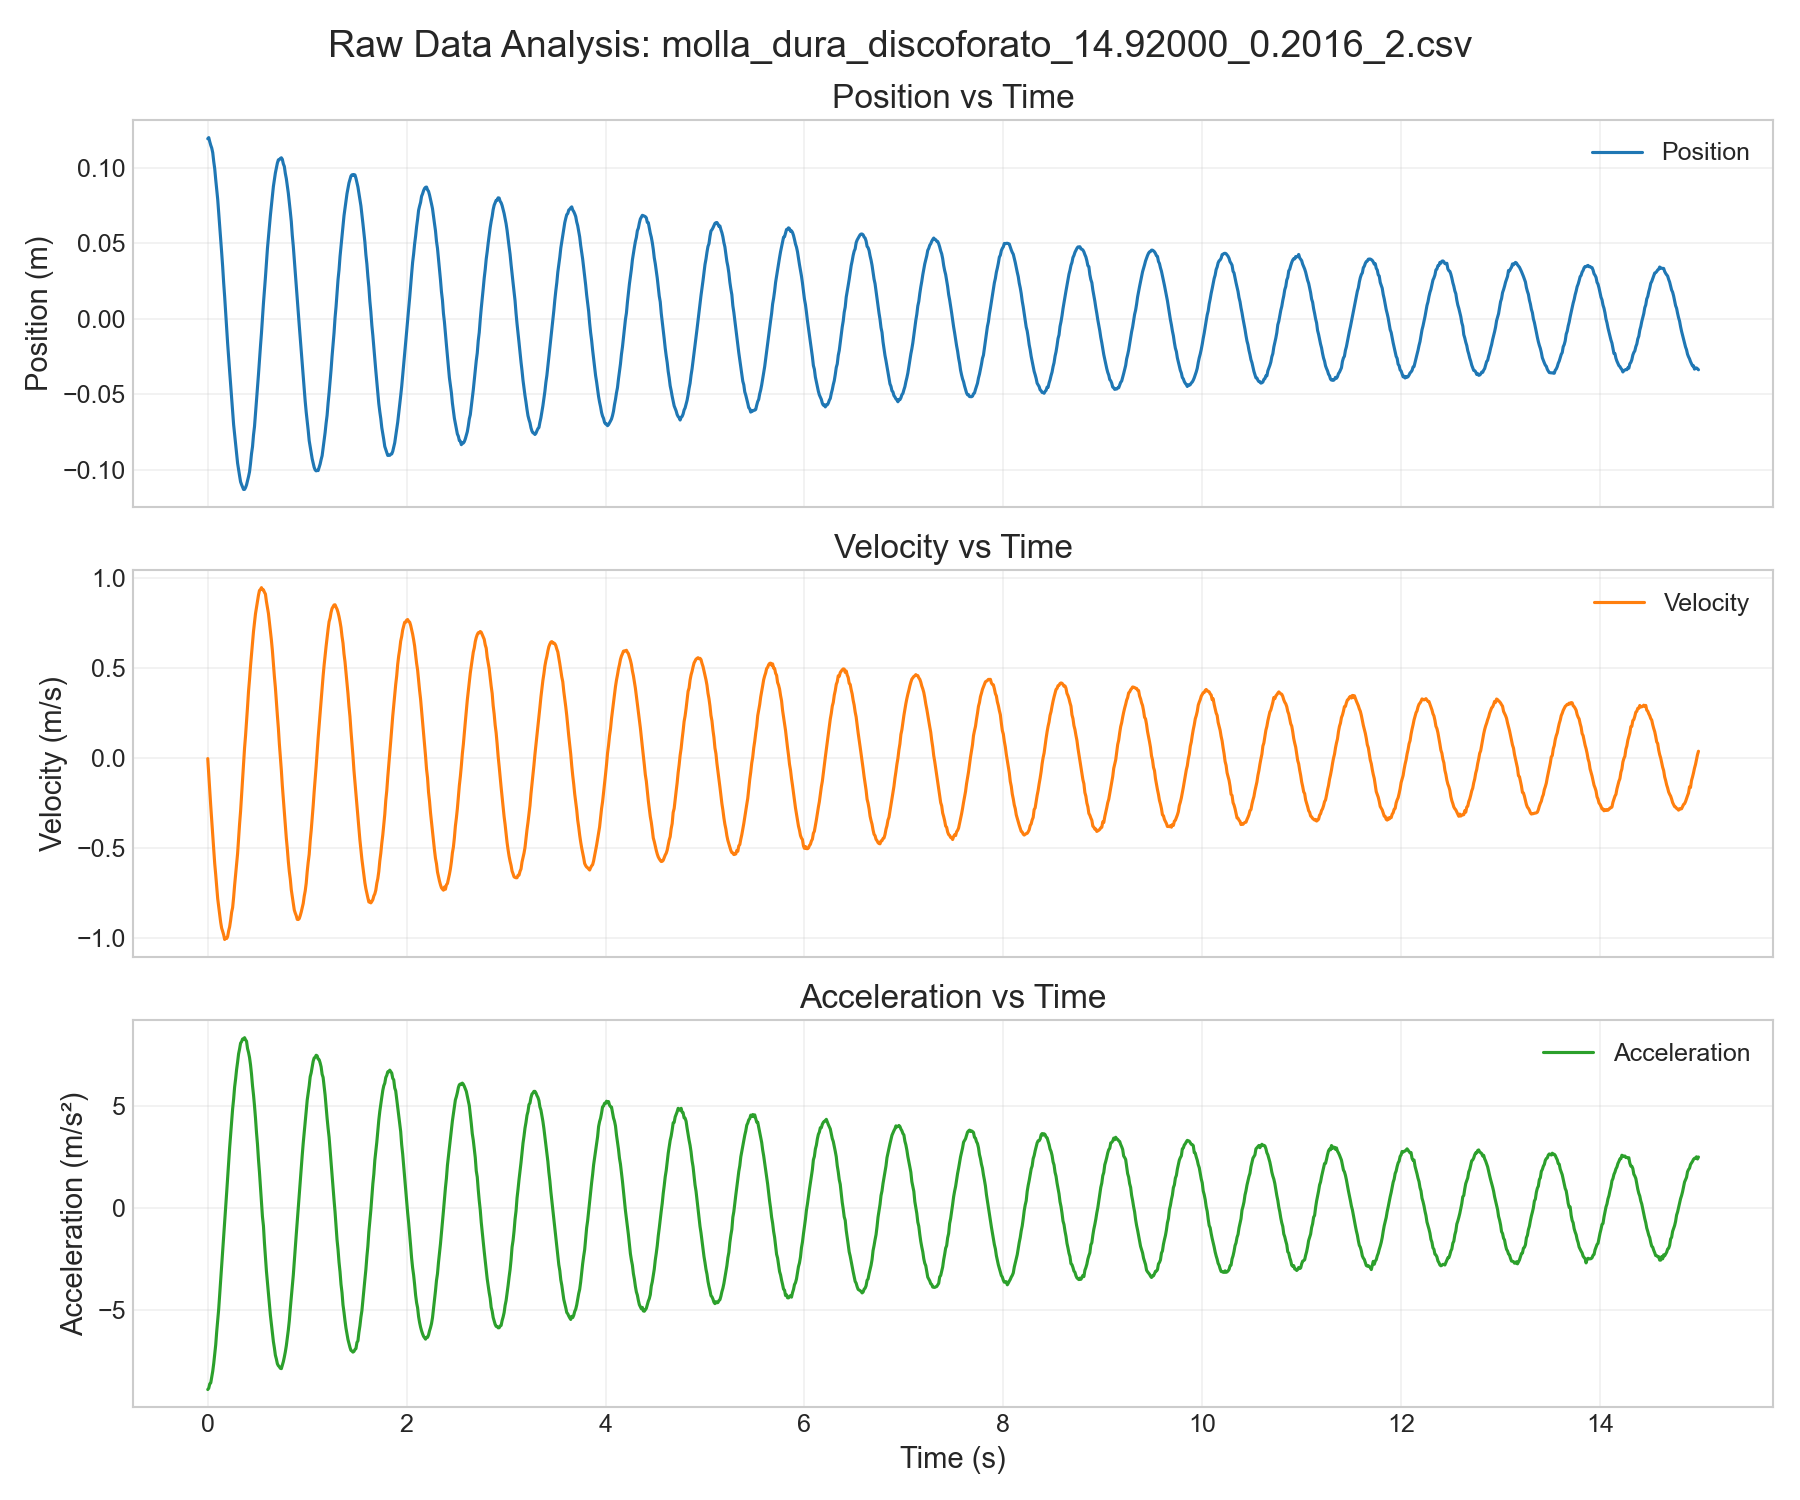 Raw Data Analysis: molla_dura_discoforato_14.92000_0.2016_2.csv
Position vs Time
Position (m)
0.10
0.05
0.00
−0.05
−0.10
Position
Velocity vs Time
Velocity (m/s)
1.0
0.5
0.0
−0.5
−1.0
Velocity
Acceleration vs Time
Acceleration (m/s²)
5
0
−5
Acceleration
0 2 4 6 8 10 12 14
Time (s)